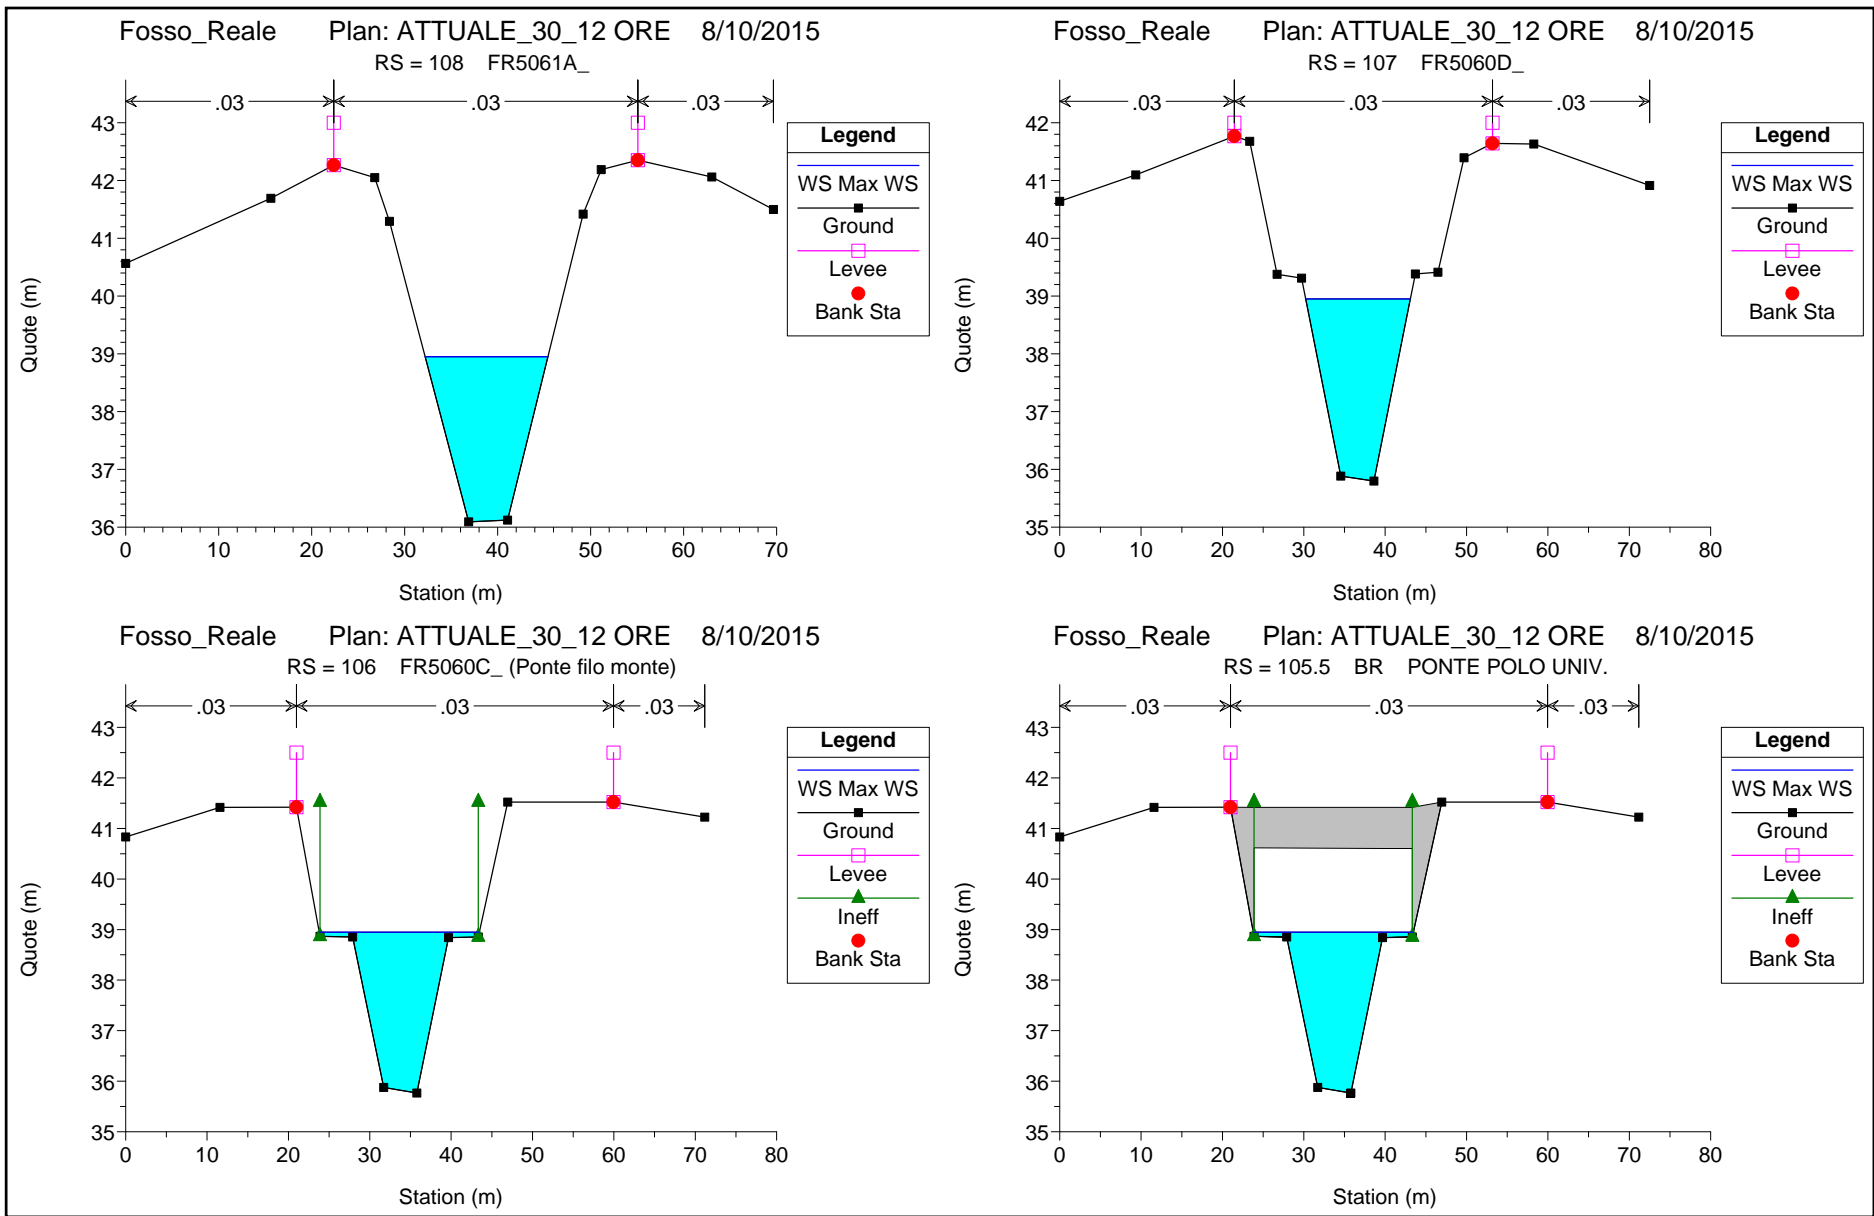 Fosso_Reale Plan: ATTUALE_30_12 ORE 8/10/2015
RS = 108 FR5061A_
.03 .03 .03
43
42
41
40
39
38
37
36
0 10 20 30 40 50 60 70
Station (m)
Quote (m)
Legend
WS Max WS
Ground
Levee
Bank Sta
Fosso_Reale Plan: ATTUALE_30_12 ORE 8/10/2015
RS = 107 FR5060D_
.03 .03 .03
42
41
40
39
38
37
36
35
0 10 20 30 40 50 60 70 80
Station (m)
Quote (m)
Legend
WS Max WS
Ground
Levee
Bank Sta
Fosso_Reale Plan: ATTUALE_30_12 ORE 8/10/2015
RS = 106 FR5060C_ (Ponte filo monte)
.03 .03 .03
43
42
41
40
39
38
37
36
35
0 10 20 30 40 50 60 70 80
Station (m)
Quote (m)
Legend
WS Max WS
Ground
Levee
Ineff
Bank Sta
Fosso_Reale Plan: ATTUALE_30_12 ORE 8/10/2015
RS = 105.5 BR PONTE POLO UNIV.
.03 .03 .03
43
42
41
40
39
38
37
36
35
0 10 20 30 40 50 60 70 80
Station (m)
Quote (m)
Legend
WS Max WS
Ground
Levee
Ineff
Bank Sta